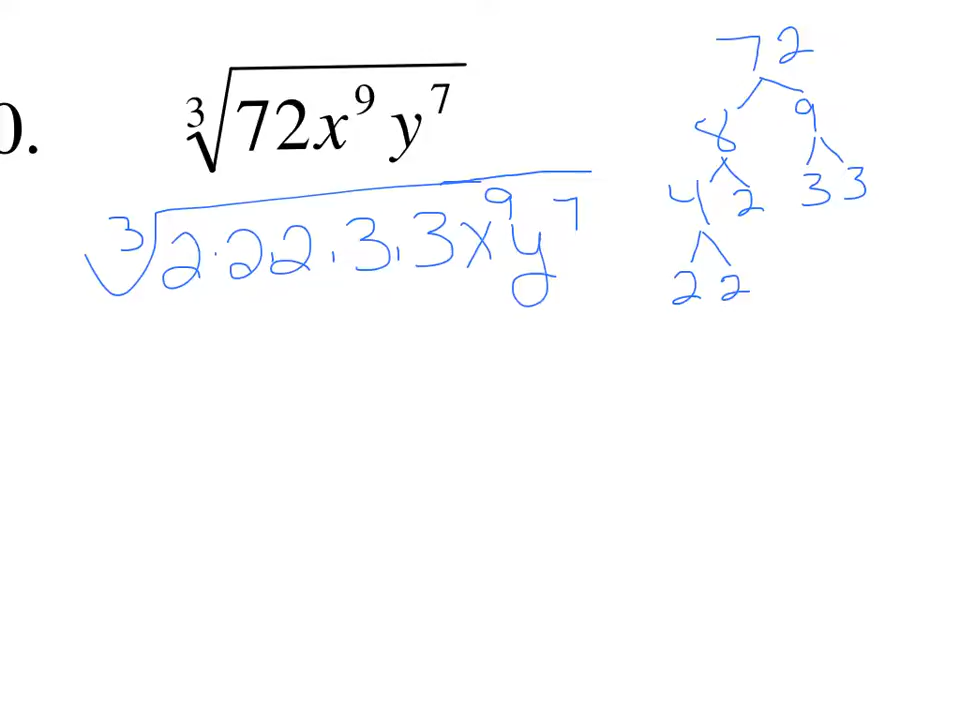 0. ∛(72x⁹y⁷)
∛(2·2·2·3·3x⁹y⁷)
72
8 9
4 2 3 3
2 2